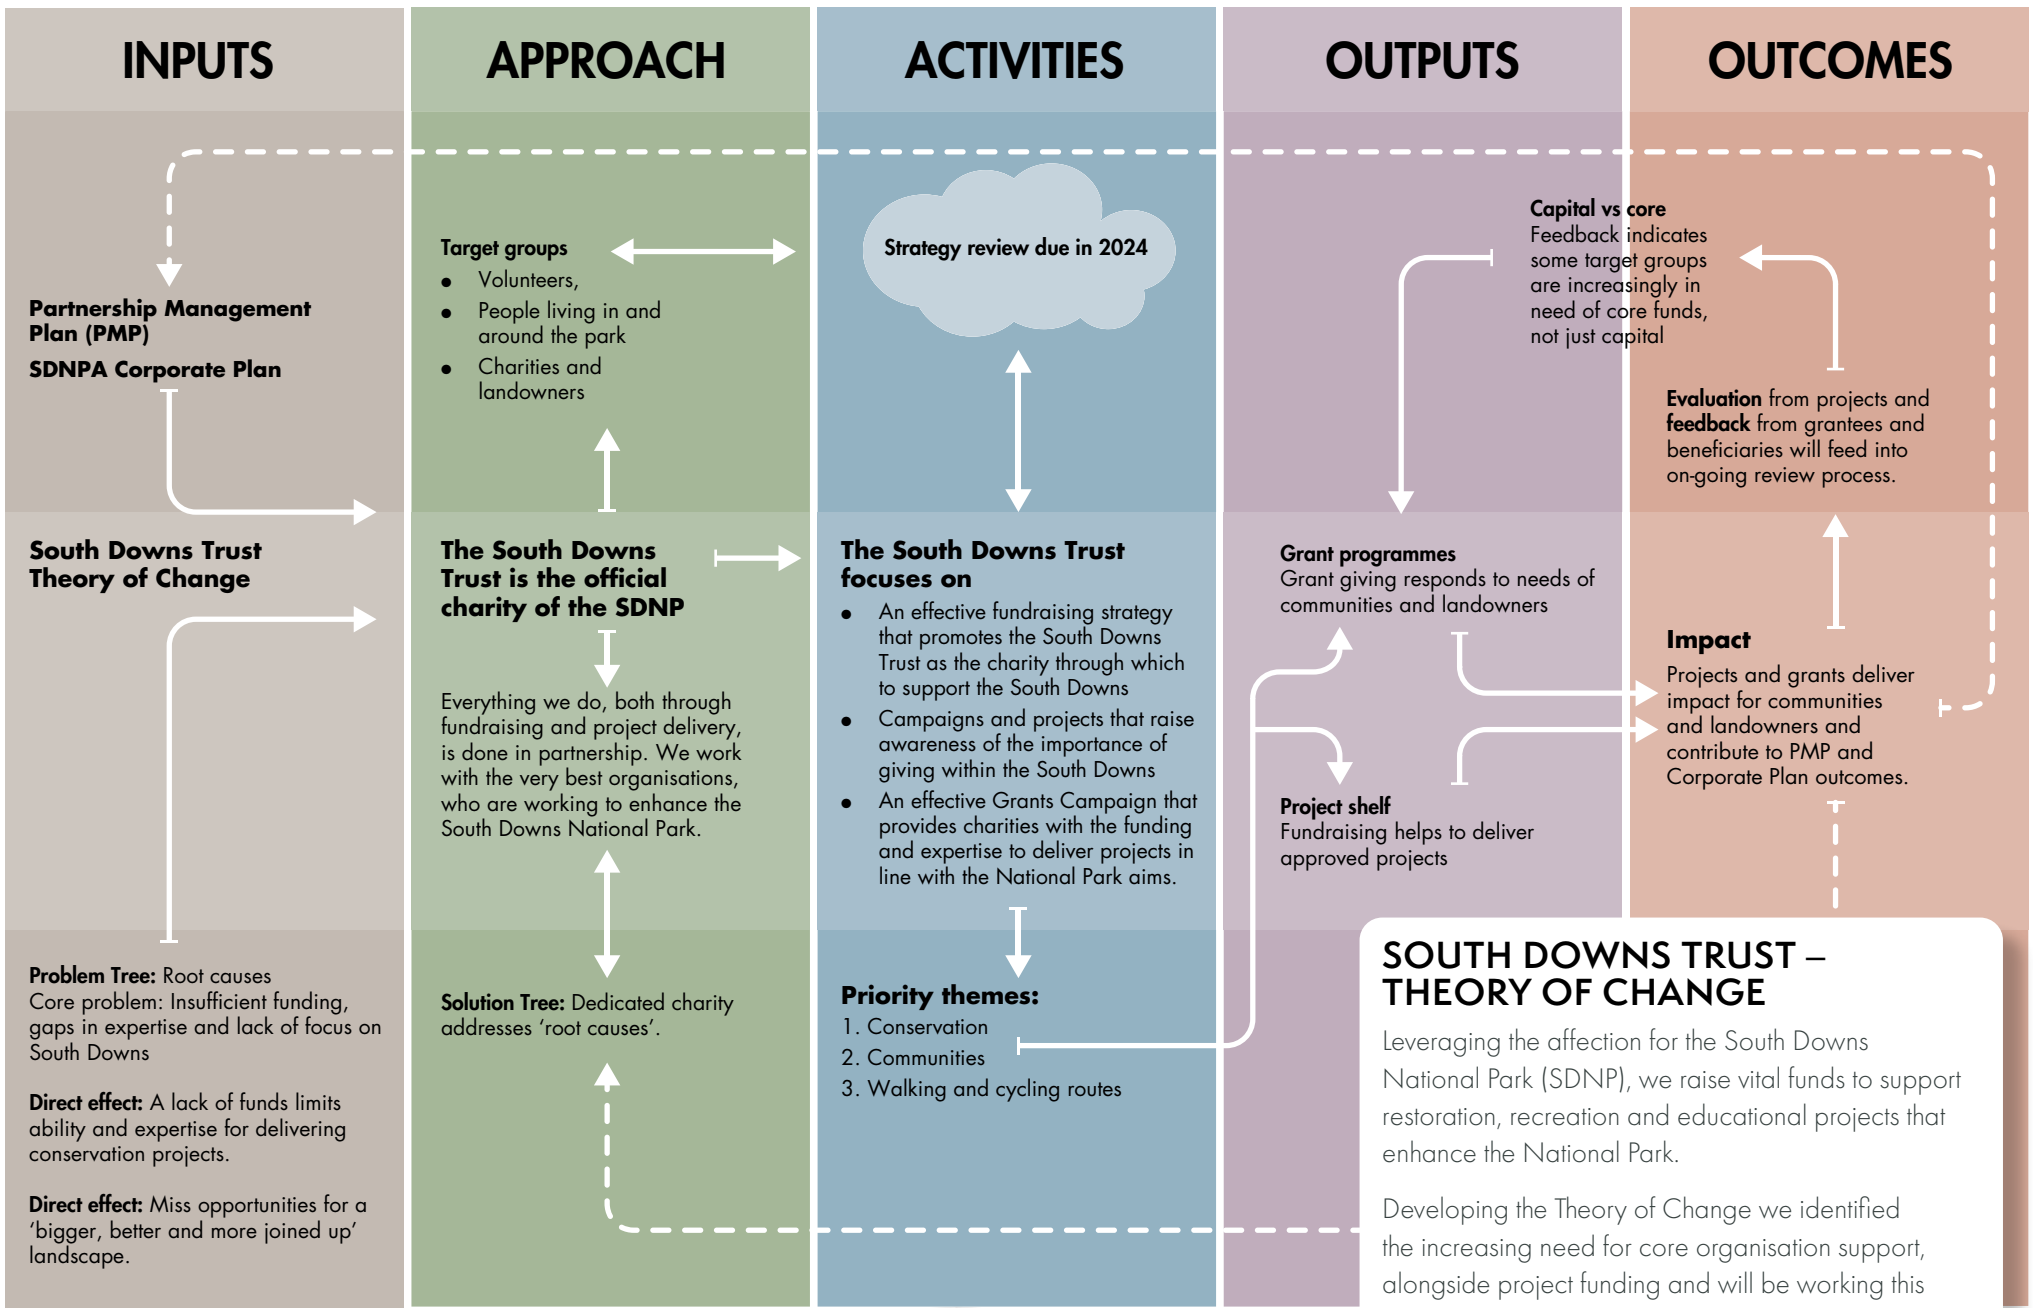 INPUTS
APPROACH
ACTIVITIES
OUTPUTS
OUTCOMES
Partnership Management
Plan (PMP)
SDNPA Corporate Plan
South Downs Trust
Theory of Change
Problem Tree: Root causes
Core problem: Insufficient funding,
gaps in expertise and lack of focus on
South Downs
Direct effect: A lack of funds limits
ability and expertise for delivering
conservation projects.
Direct effect: Miss opportunities for a
‘bigger, better and more joined up’
landscape.
Target groups
• Volunteers,
• People living in and
around the park
• Charities and
landowners
The South Downs
Trust is the official
charity of the SDNP
Everything we do, both through
fundraising and project delivery,
is done in partnership. We work
with the very best organisations,
who are working to enhance the
South Downs National Park.
Solution Tree: Dedicated charity
addresses ‘root causes’.
Strategy review due in 2024
The South Downs Trust
focuses on
• An effective fundraising strategy
that promotes the South Downs
Trust as the charity through which
to support the South Downs
• Campaigns and projects that raise
awareness of the importance of
giving within the South Downs
• An effective Grants Campaign that
provides charities with the funding
and expertise to deliver projects in
line with the National Park aims.
Priority themes:
1. Conservation
2. Communities
3. Walking and cycling routes
Capital vs core
Feedback indicates
some target groups
are increasingly in
need of core funds,
not just capital
Grant programmes
Grant giving responds to needs of
communities and landowners
Project shelf
Fundraising helps to deliver
approved projects
Evaluation from projects and
feedback from grantees and
beneficiaries will feed into
on-going review process.
Impact
Projects and grants deliver
impact for communities
and landowners and
contribute to PMP and
Corporate Plan outcomes.
SOUTH DOWNS TRUST –
THEORY OF CHANGE
Leveraging the affection for the South Downs
National Park (SDNP), we raise vital funds to support
restoration, recreation and educational projects that
enhance the National Park.
Developing the Theory of Change we identified
the increasing need for core organisation support,
alongside project funding and will be working this